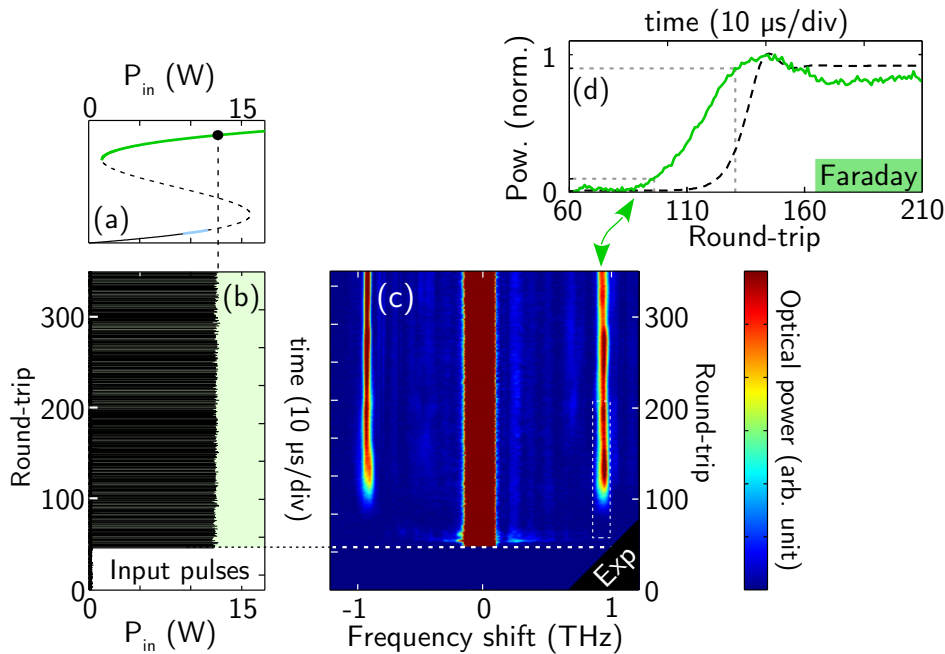 time (10 µs/div)
P_in (W)
0 15
(a)
1
0
Pow. (norm.)
(d)
Faraday
60 110 160 210
Round-trip
(b)
300
200
100
0
Round-trip
Input pulses
0 15
P_in (W)
time (10 µs/div)
(c)
Exp
-1 0 1
Frequency shift (THz)
300
200
100
0
Round-trip
Optical power (arb. unit)